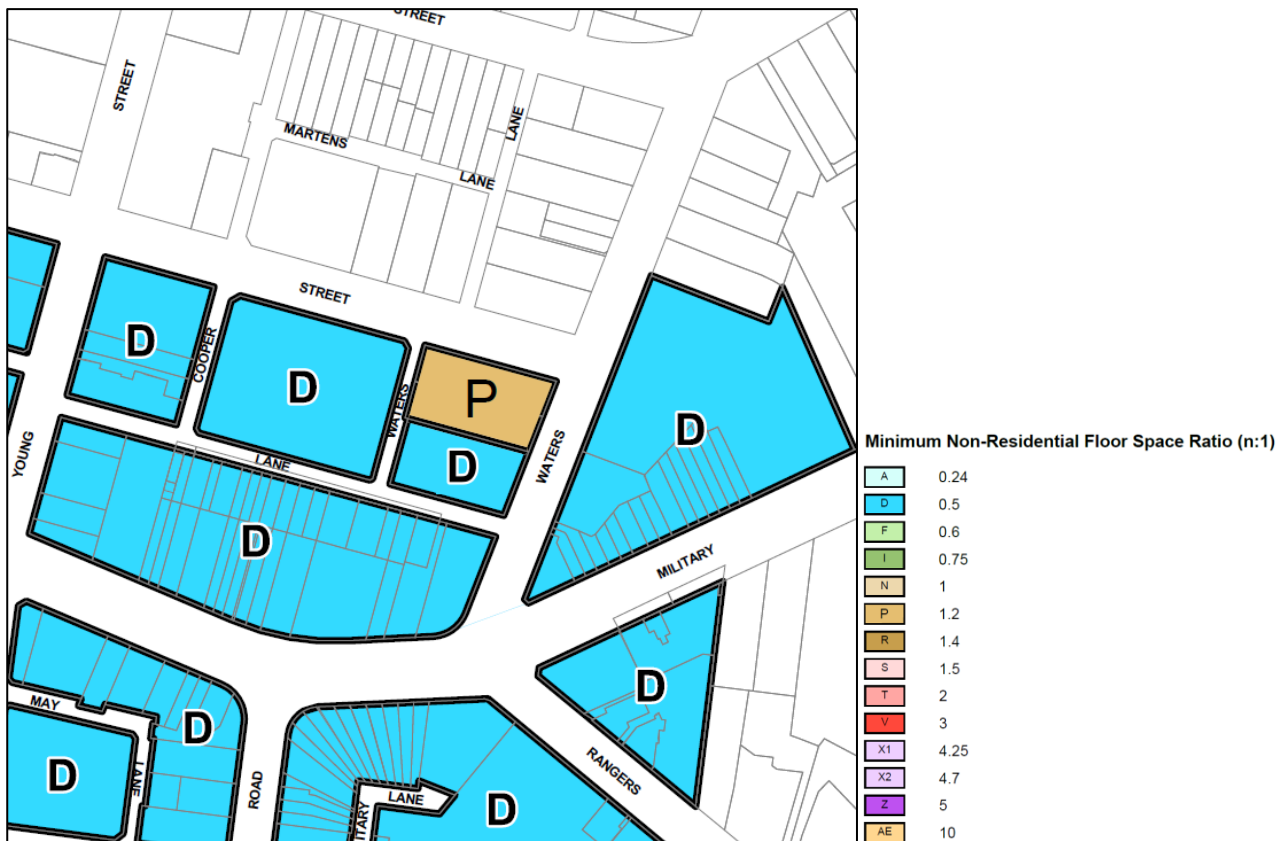 STREET
STREET
MARTENS
LANE
LANE
STREET
D
COOPER
D
WATERS
P
D
WATERS
D
YOUNG
LANE
D
MILITARY
D
MAY
LANE
D
D
ROAD
RANGERS
LANE
ITARY
D
Minimum Non-Residential Floor Space Ratio (n:1)
A 0.24
D 0.5
F 0.6
I 0.75
N 1
P 1.2
R 1.4
S 1.5
T 2
V 3
X1 4.25
X2 4.7
Z 5
AE 10